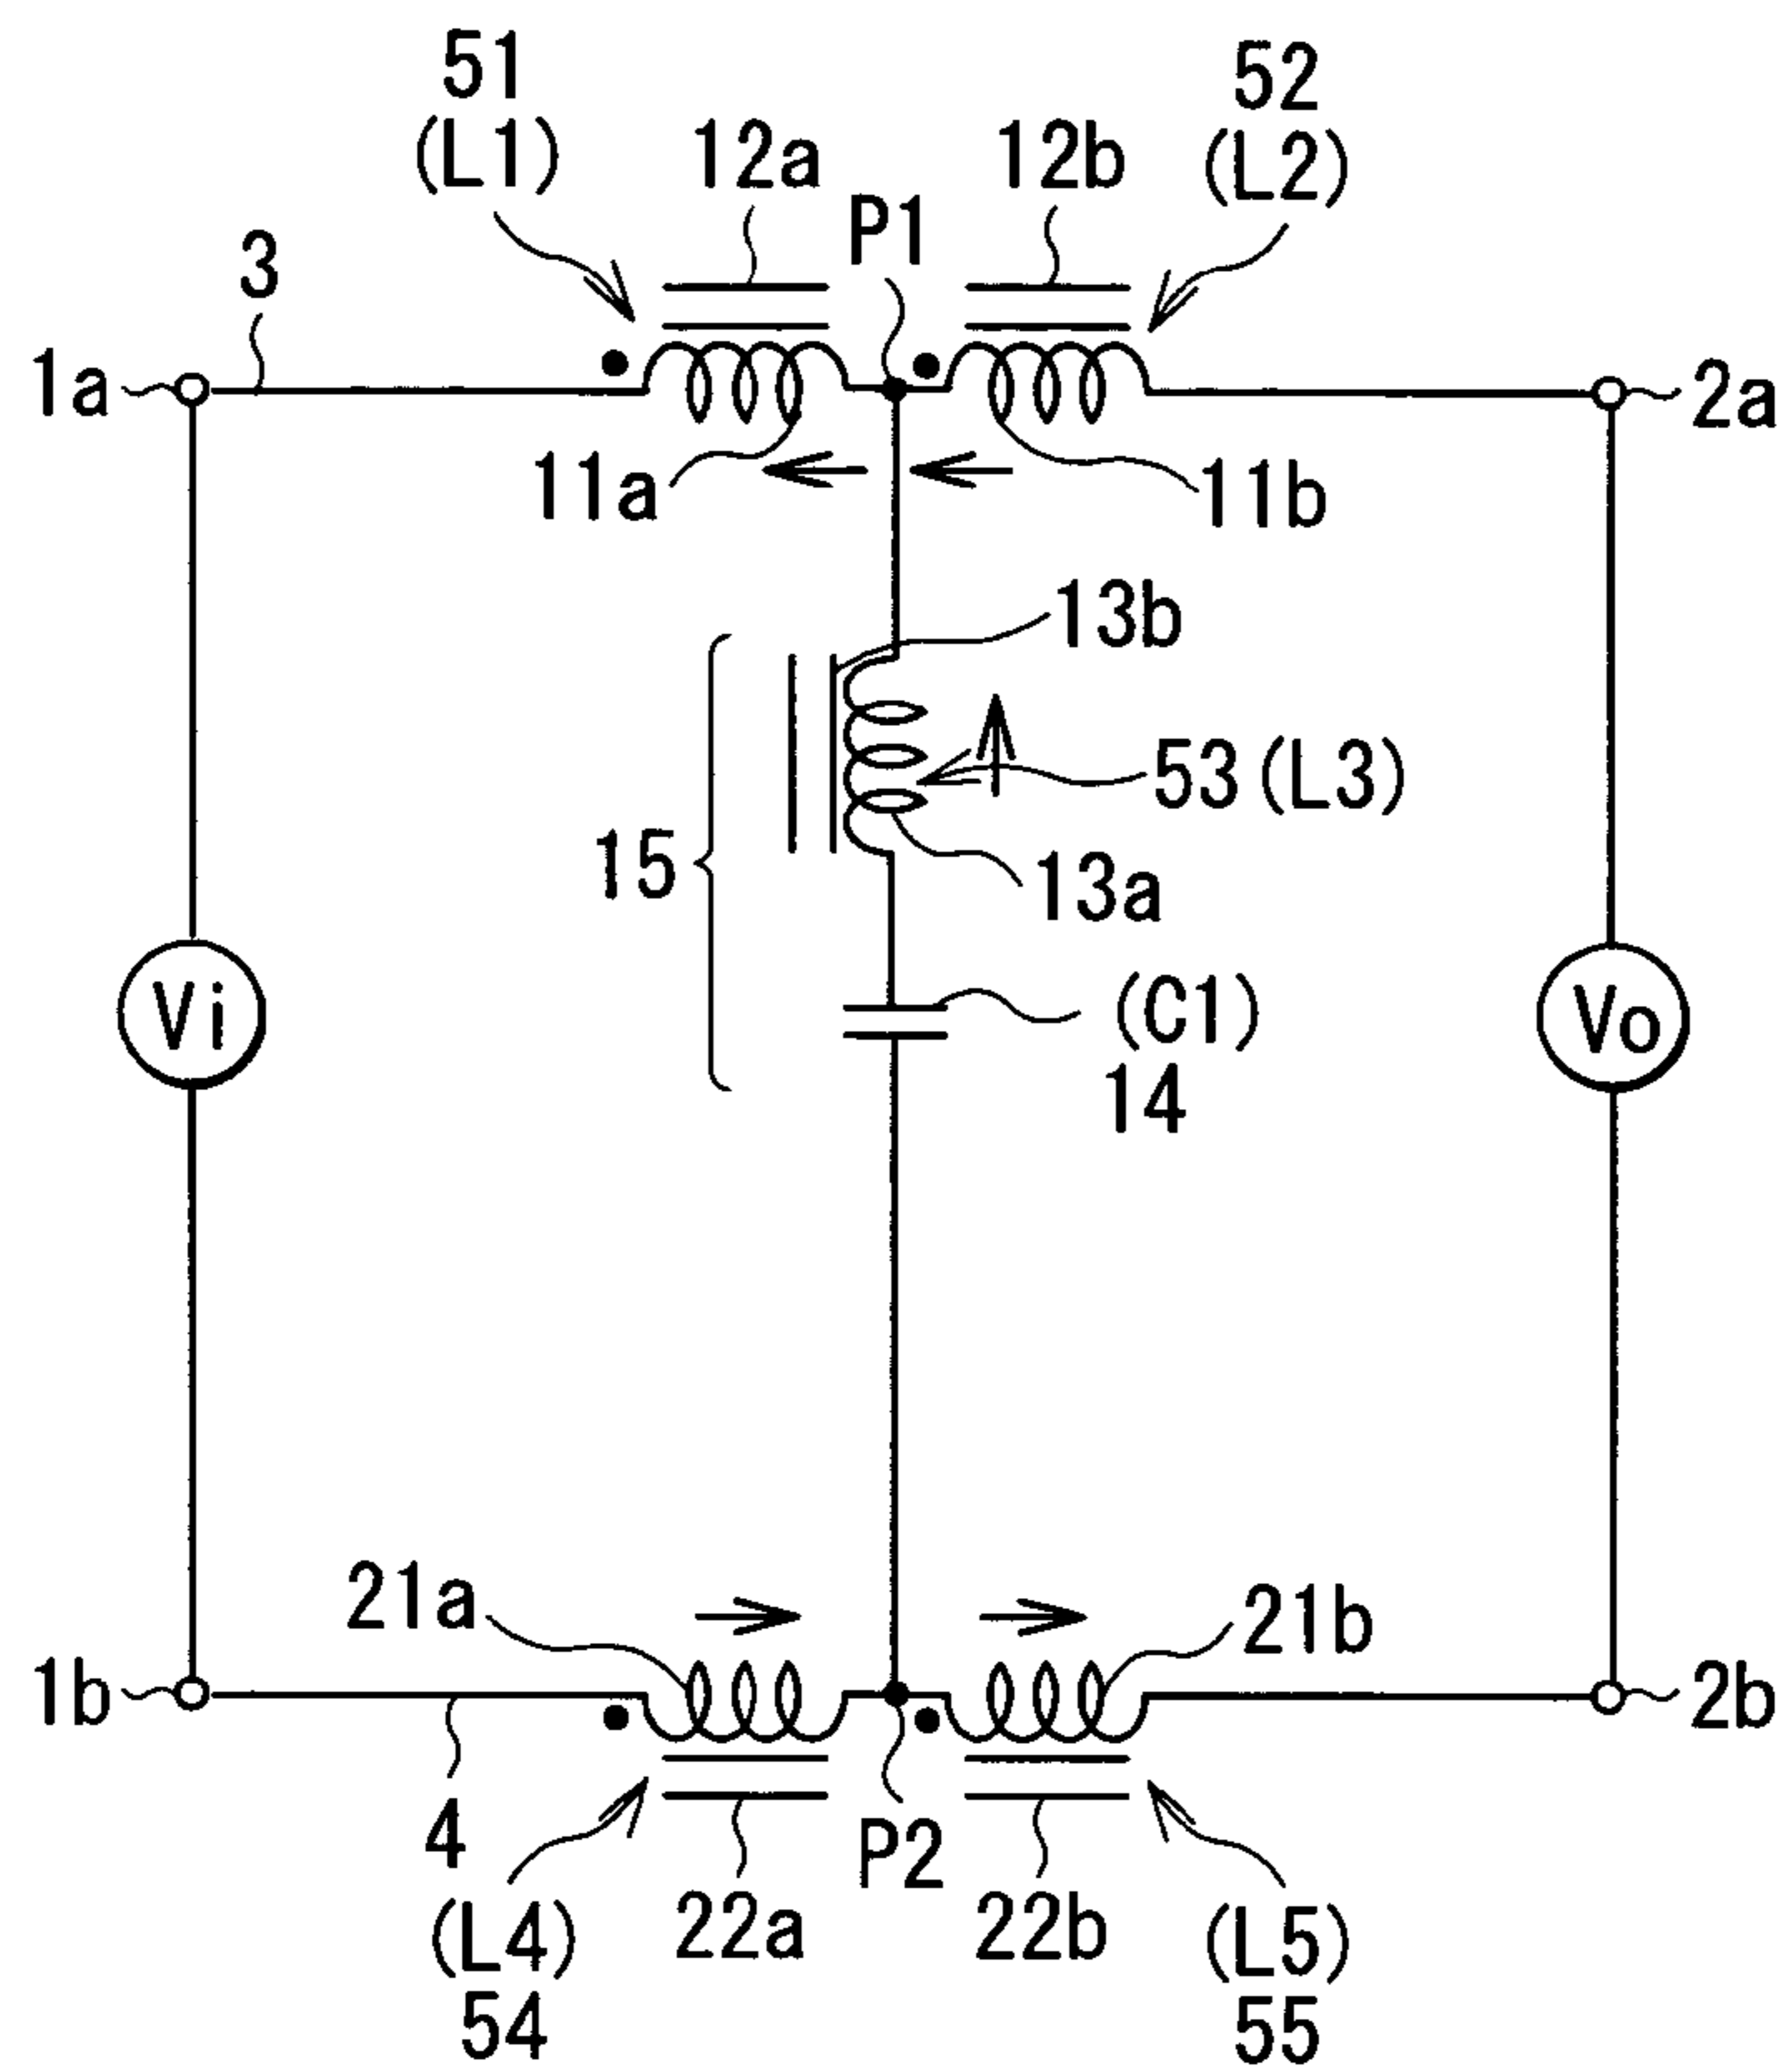 51
(L1)
12a
12b
52
(L2)
P1
3
1a
2a
11a
11b
13b
53(L3)
15
13a
Vi
(C1)
14
Vo
21a
21b
1b
2b
4
(L4)
54
22a
P2
22b
(L5)
55